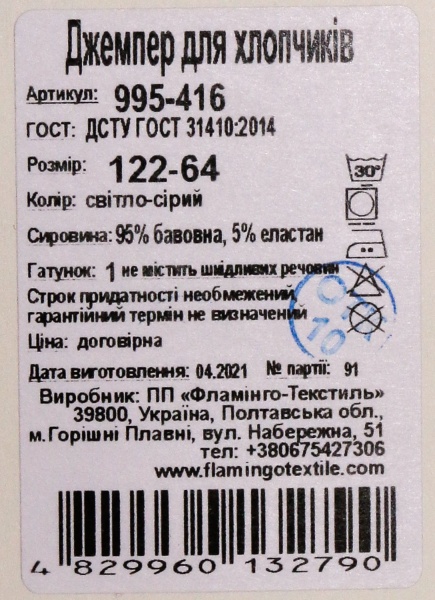 Джемпер для хлопчиків
Артикул: 995-416
ГОСТ: ДСТУ ГОСТ 31410:2014
Розмір: 122-64
30°
Колір: світло-сірий
Сировина: 95% бавовна, 5% еластан
Гатунок: 1 не містить шкідливих речовин
Строк придатності необмежений
гарантійний термін не визначений
10
Ціна: договірна
Дата виготовлення: 04.2021 № партії: 91
Виробник: ПП «Фламінго-Текстиль»
39800, Україна, Полтавська обл.,
м.Горішні Плавні, вул. Набережна, 51
тел: +380675427306
www.flamingotextile.com
4 829960 132790